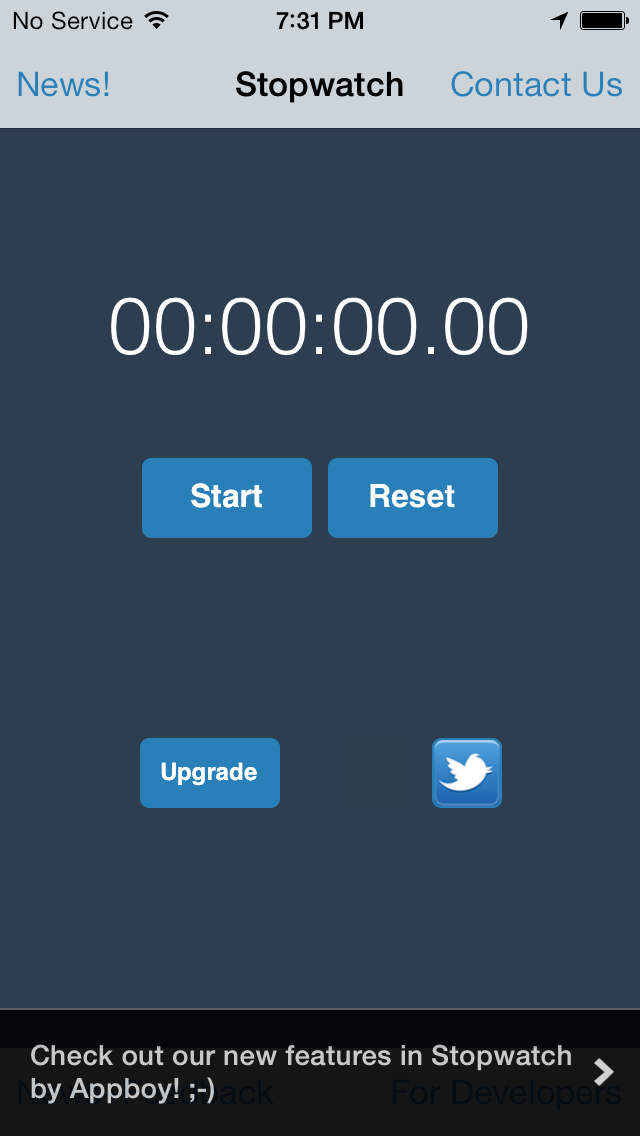 No Service 7:31 PM
News! Stopwatch Contact Us
00:00:00.00
Start Reset
Upgrade
Check out our new features in Stopwatch
by Appboy! ;-)
For Developers